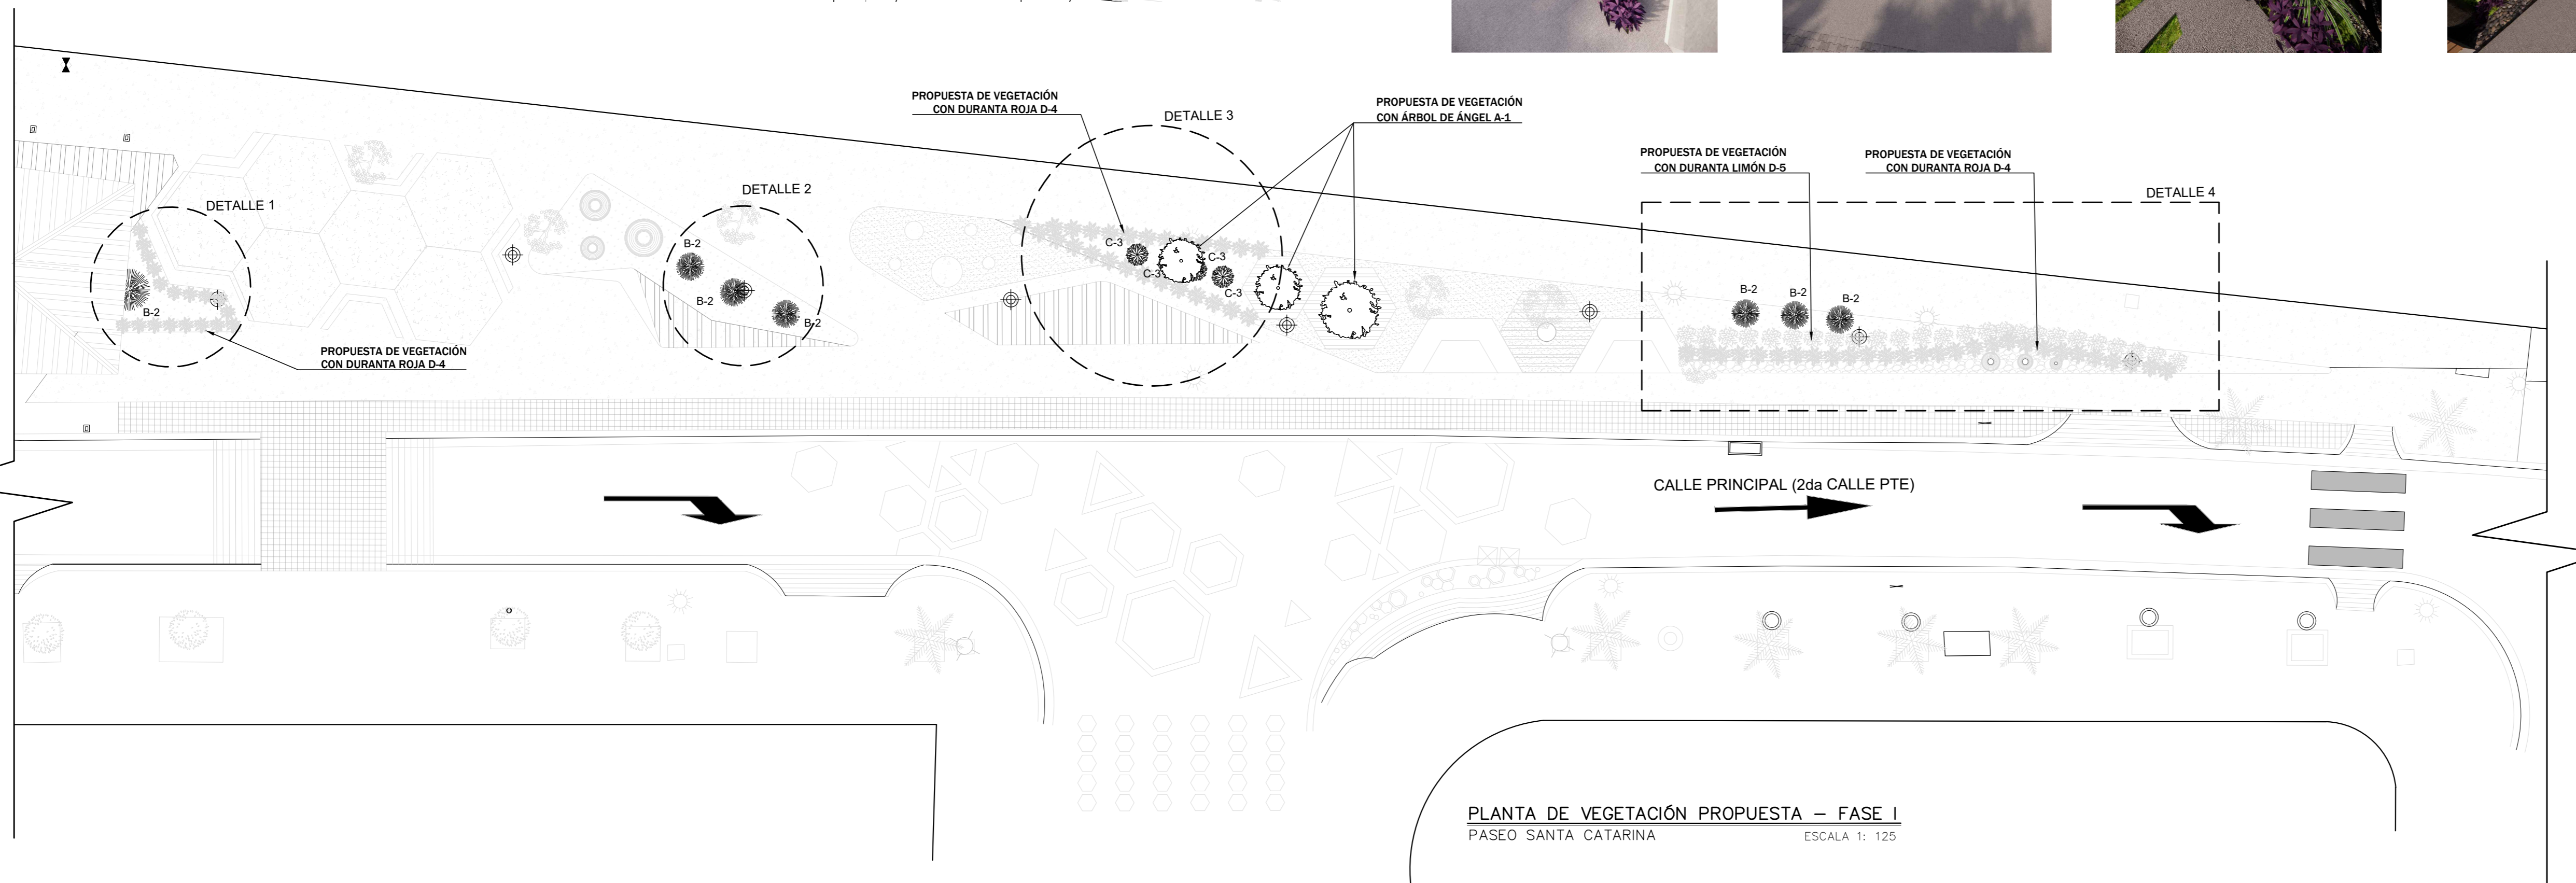 PROPUESTA DE VEGETACIÓN
CON DURANTA ROJA D-4
DETALLE 3
PROPUESTA DE VEGETACIÓN
CON ÁRBOL DE ÁNGEL A-1
PROPUESTA DE VEGETACIÓN
CON DURANTA LIMÓN D-5
PROPUESTA DE VEGETACIÓN
CON DURANTA ROJA D-4
DETALLE 4
DETALLE 1
DETALLE 2
B-2
B-2
B-2
B-2
PROPUESTA DE VEGETACIÓN
CON DURANTA ROJA D-4
C-3
C-3
C-3
C-3
B-2
B-2
B-2
CALLE PRINCIPAL (2da CALLE PTE)
PLANTA DE VEGETACIÓN PROPUESTA – FASE I
PASEO SANTA CATARINA
ESCALA 1: 125